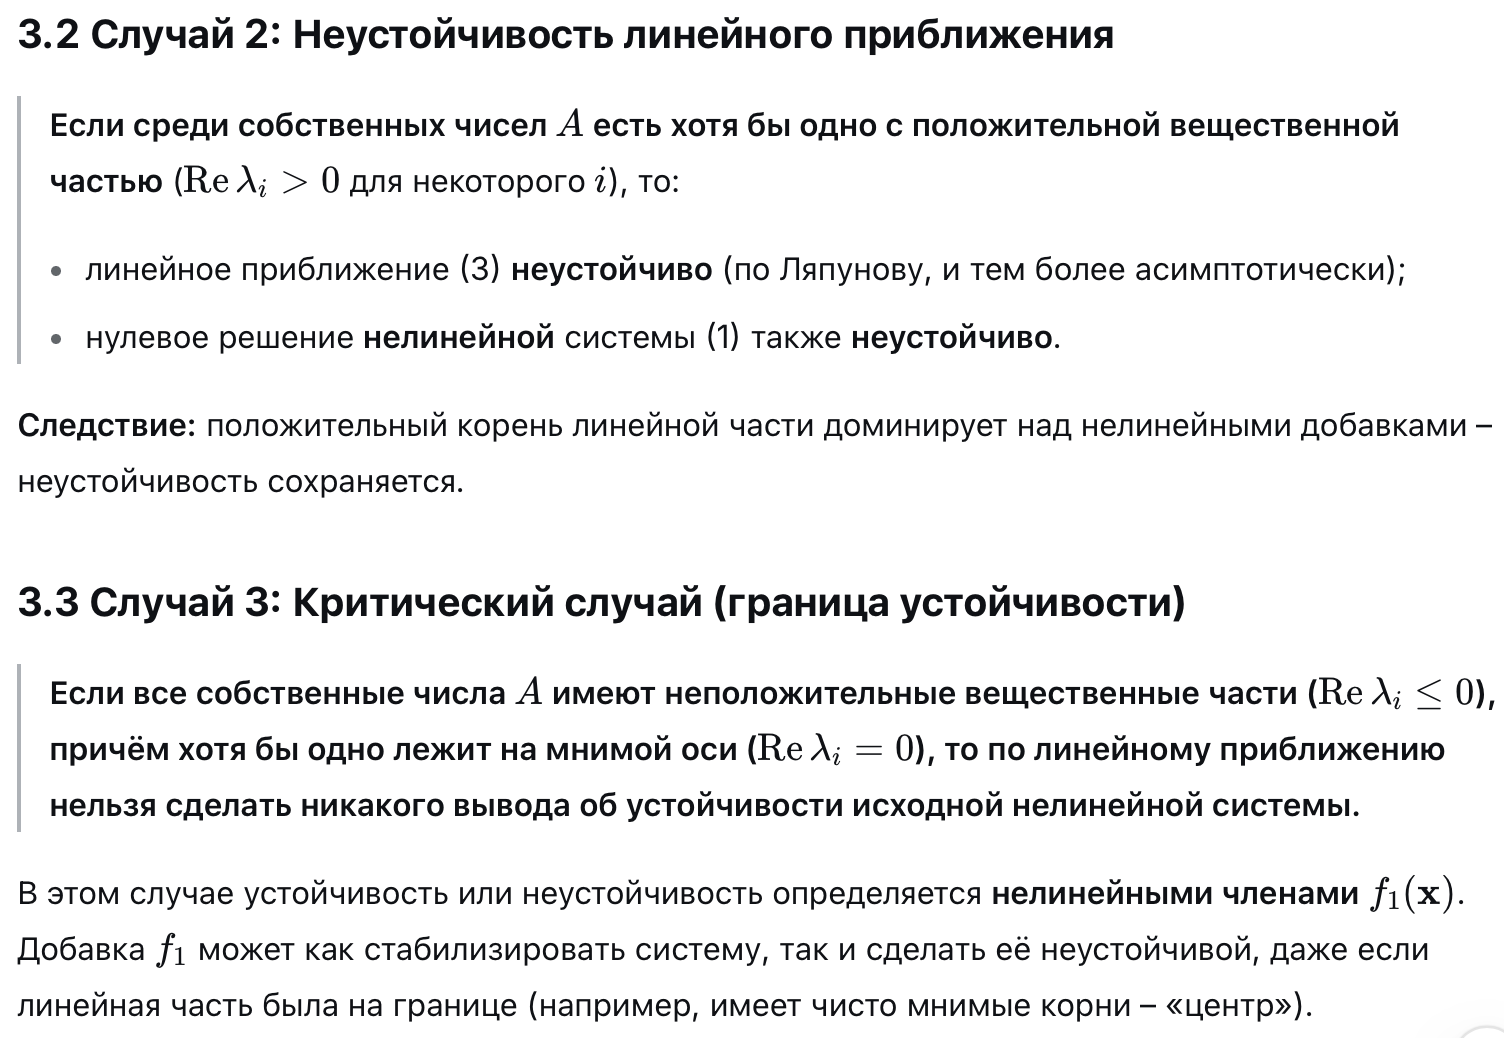 3.2 Случай 2: Неустойчивость линейного приближения
Если среди собственных чисел A есть хотя бы одно с положительной вещественной
частью (Re λᵢ > 0 для некоторого i), то:
• линейное приближение (3) неустойчиво (по Ляпунову, и тем более асимптотически);
• нулевое решение нелинейной системы (1) также неустойчиво.
Следствие: положительный корень линейной части доминирует над нелинейными добавками –
неустойчивость сохраняется.
3.3 Случай 3: Критический случай (граница устойчивости)
Если все собственные числа A имеют неположительные вещественные части (Re λᵢ ≤ 0),
причём хотя бы одно лежит на мнимой оси (Re λᵢ = 0), то по линейному приближению
нельзя сделать никакого вывода об устойчивости исходной нелинейной системы.
В этом случае устойчивость или неустойчивость определяется нелинейными членами f₁(x).
Добавка f₁ может как стабилизировать систему, так и сделать её неустойчивой, даже если
линейная часть была на границе (например, имеет чисто мнимые корни – «центр»).